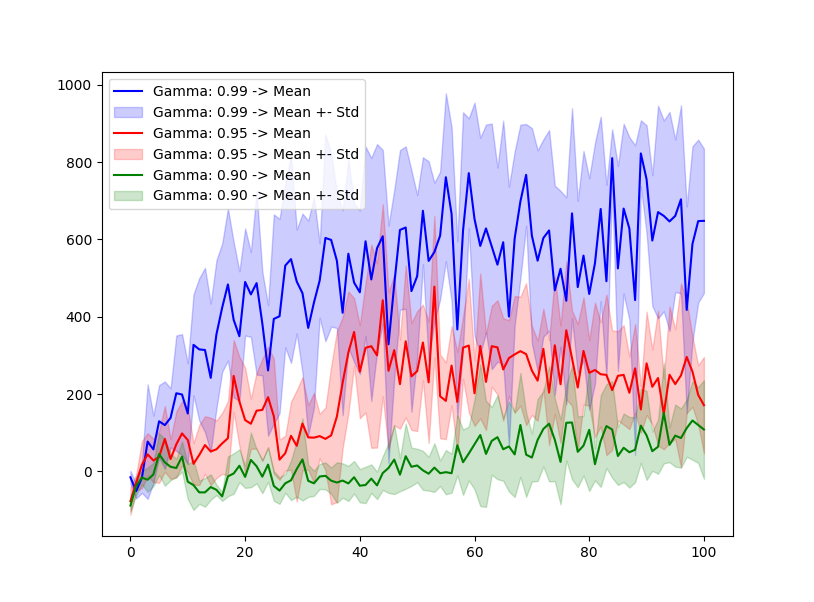 1000
800
600
400
200
0
Gamma: 0.99 -> Mean
Gamma: 0.99 -> Mean +- Std
Gamma: 0.95 -> Mean
Gamma: 0.95 -> Mean +- Std
Gamma: 0.90 -> Mean
Gamma: 0.90 -> Mean +- Std
0 20 40 60 80 100